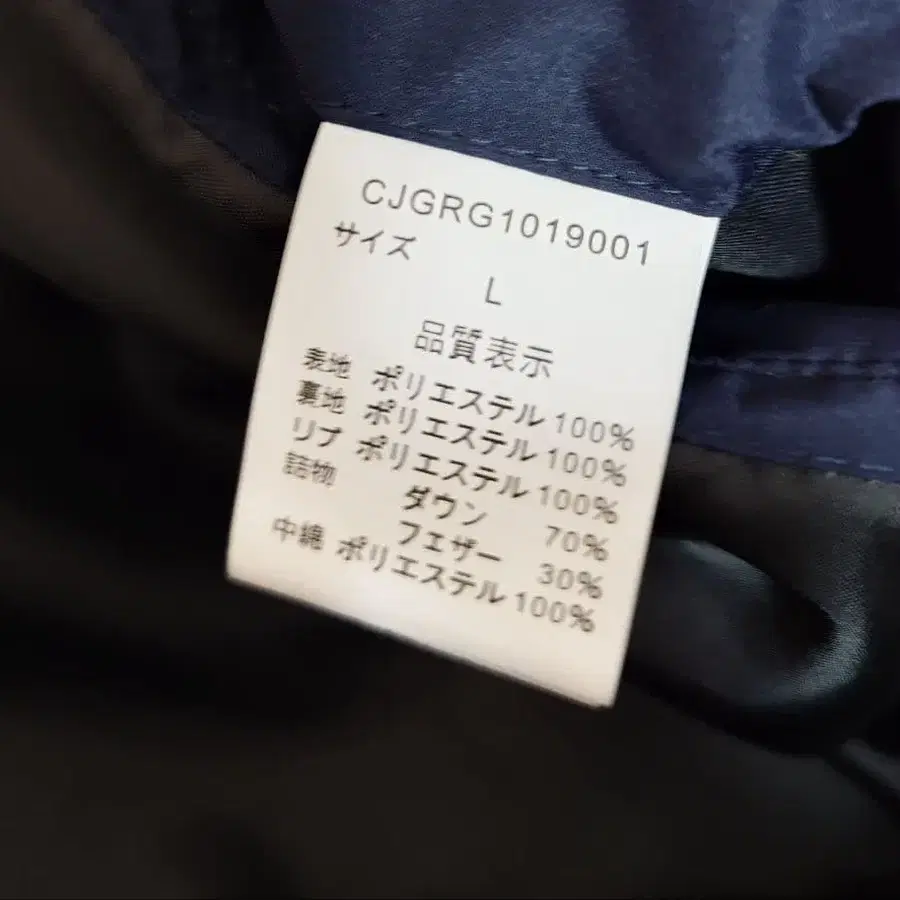 CJGRG1019001
サイズ
L
品質表示
表地 ポリエステル 100%
裏地 ポリエステル 100%
リブ ポリエステル 100%
詰物 ダウン 70%
フェザー 30%
中綿 ポリエステル 100%